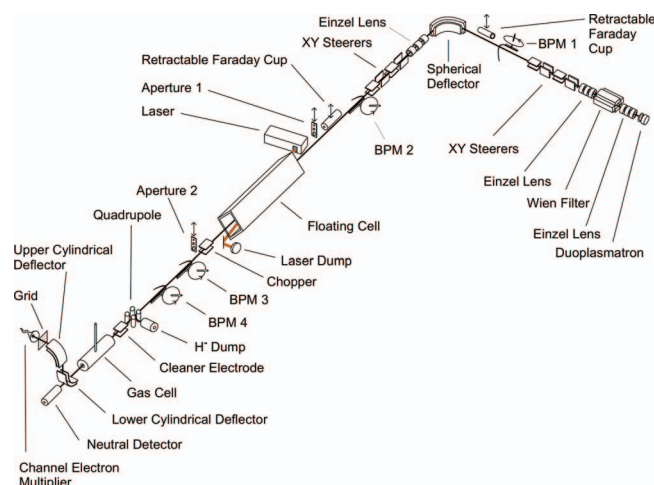 Einzel Lens
XY Steerers
Retractable Faraday Cup
Aperture 1
Laser
Retractable
Faraday
Cup
BPM 1
Spherical
Deflector
BPM 2
XY Steerers
Einzel Lens
Wien Filter
Einzel Lens
Duoplasmatron
Aperture 2
Quadrupole
Floating Cell
Upper Cylindrical
Deflector
Laser Dump
Chopper
Grid
BPM 3
BPM 4
H- Dump
Cleaner Electrode
Gas Cell
Lower Cylindrical Deflector
Neutral Detector
Channel Electron
Multiplier